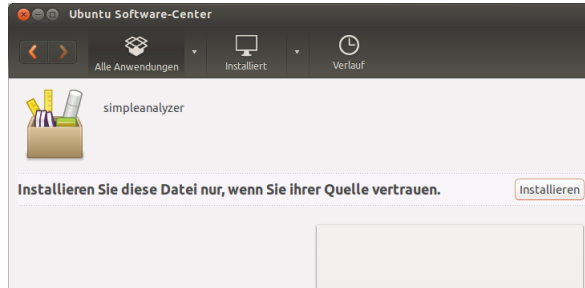 Ubuntu Software-Center
Alle Anwendungen
Installiert
Verlauf
simpleanalyzer
Installieren Sie diese Datei nur, wenn Sie ihrer Quelle vertrauen.
Installieren